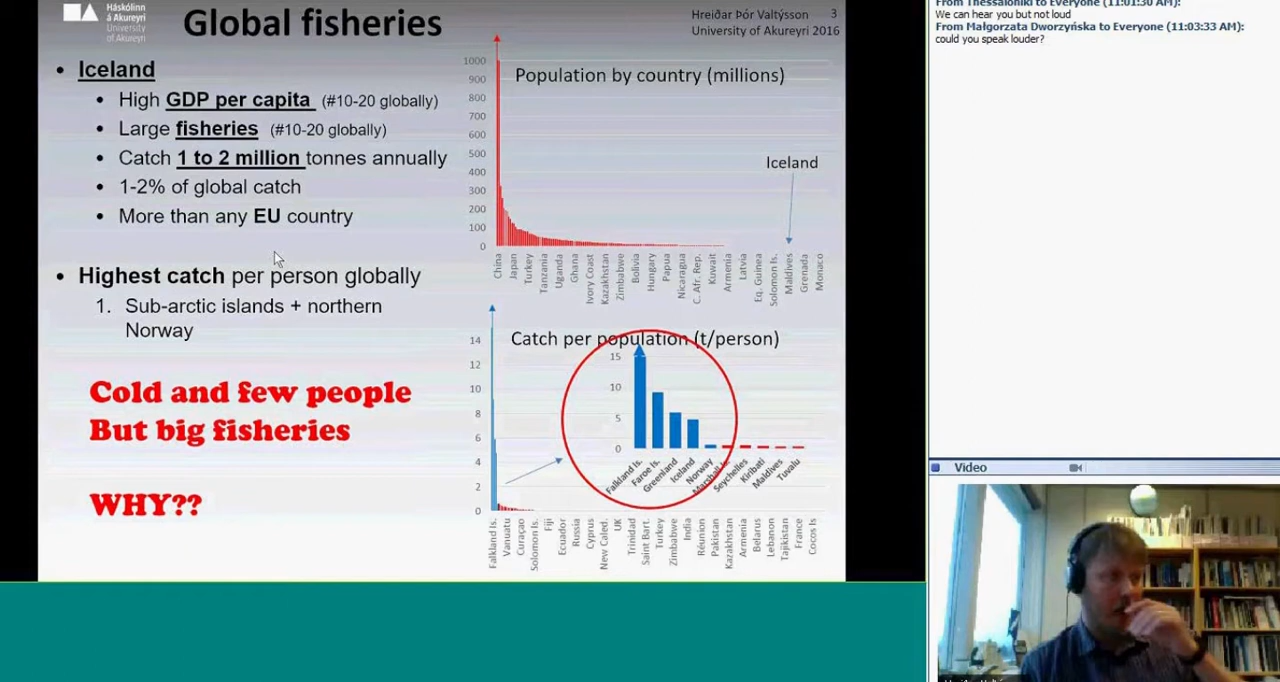 Háskólinn
á Akureyri
University
of Akureyri
Global fisheries
Hreiðar Þór Valtýsson 3
University of Akureyri 2016
• Iceland
• High GDP per capita (#10-20 globally)
• Large fisheries (#10-20 globally)
• Catch 1 to 2 million tonnes annually
• 1-2% of global catch
• More than any EU country
• Highest catch per person globally
1. Sub-arctic islands + northern
Norway
Cold and few people
But big fisheries
WHY??
Population by country (millions)
1000
900
800
700
600
500
400
300
200
100
0
Iceland
China
Japan
Turkey
Tanzania
Uganda
Ghana
Ivory Coast
Kazakhstan
Zimbabwe
Bolivia
Hungary
Papua
Nicaragua
C. Afr. Rep.
Kuwait
Armenia
Latvia
Eq. Guinea
Solomon Is.
Maldives
Grenada
Monaco
Catch per population (t/person)
14
12
10
8
6
4
2
0
15
10
5
0
Falkland Is.
Faroe Is.
Greenland
Iceland
Norway
Marshall Is.
Seychelles
Kiribati
Maldives
Tuvalu
Falkland Is.
Vanuatu
Curaçao
Solomon Is.
Fiji
Ecuador
Russia
Cyprus
New Caled.
UK
Trinidad
Saint Bart.
Turkey
Zimbabwe
India
Réunion
Pakistan
Kazakhstan
Armenia
Belarus
Lebanon
Tajikistan
France
Cocos Is
From Thessaloniki to Everyone (11:01:30 AM):
We can hear you but not loud
From Małgorzata Dworzyńska to Everyone (11:03:33 AM):
could you speak louder?
Video